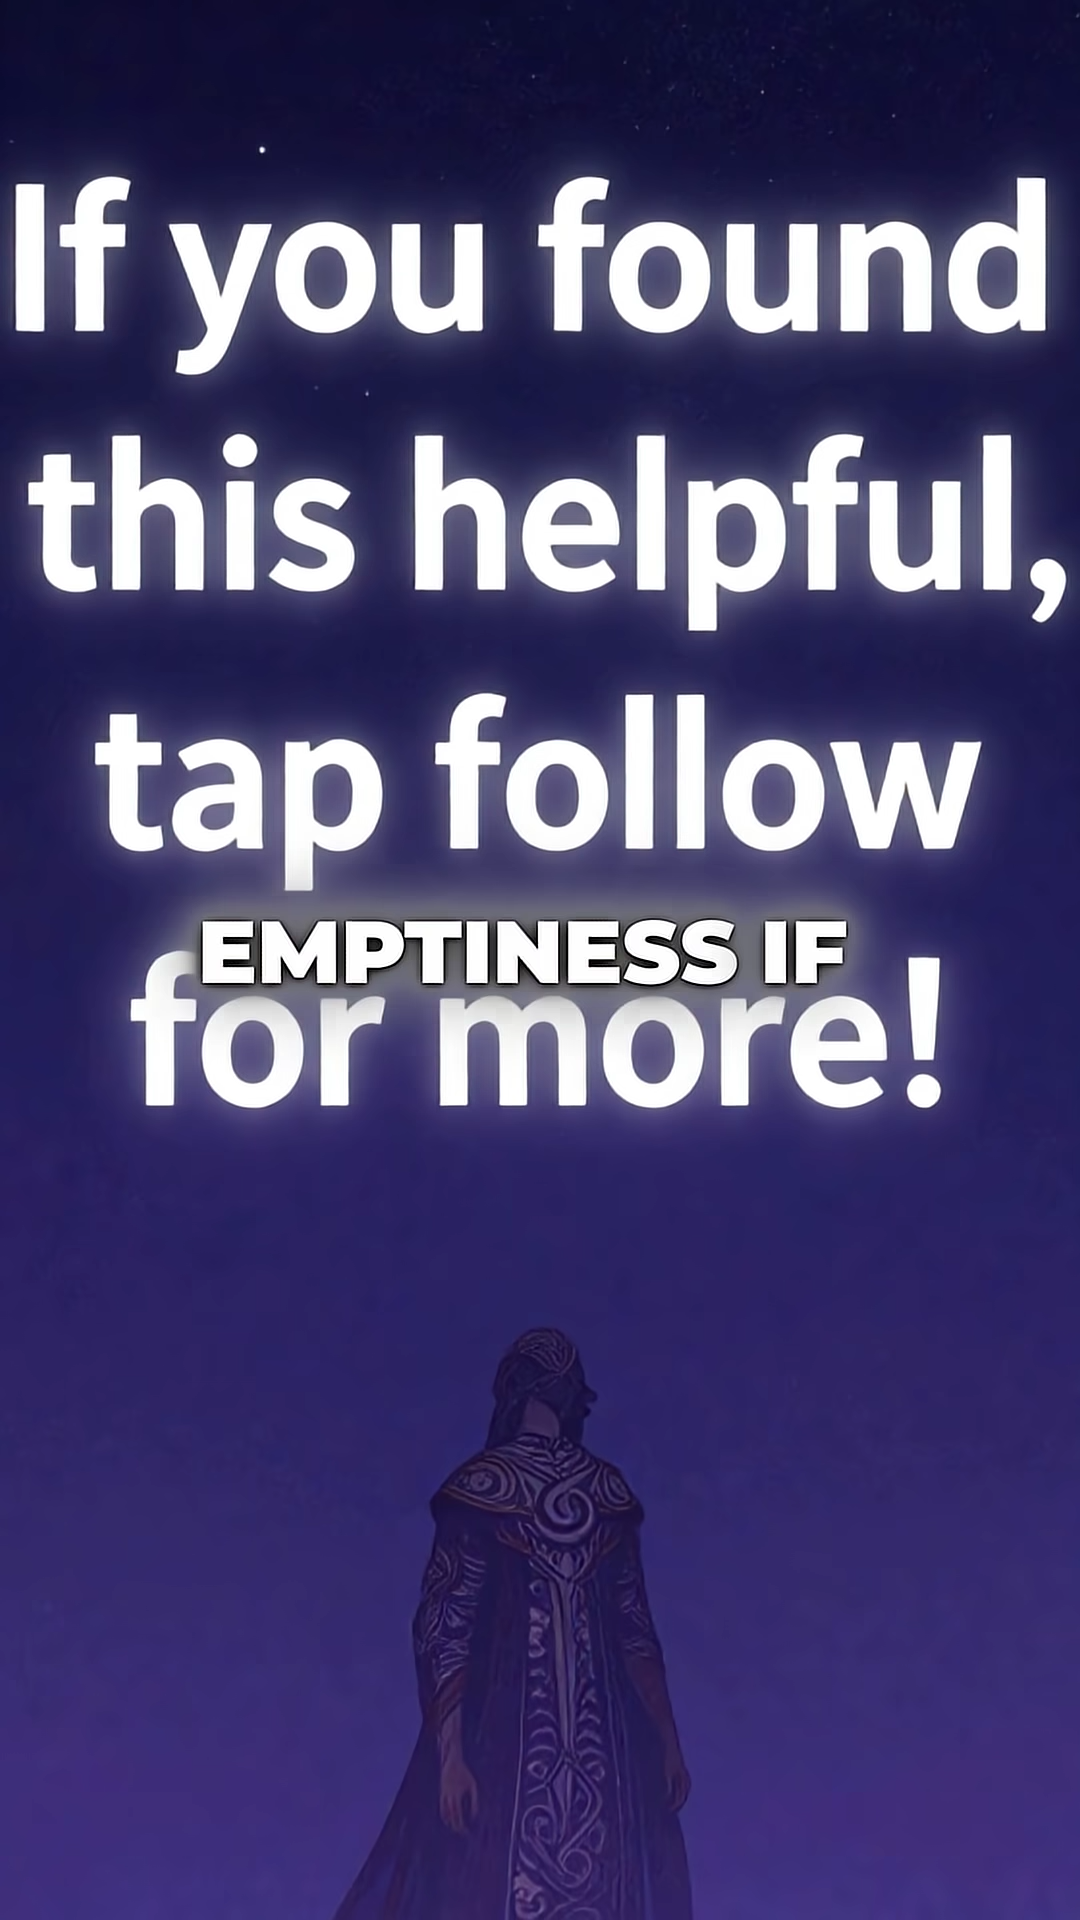 If you found
this helpful,
tap follow
EMPTINESS IF
for more!